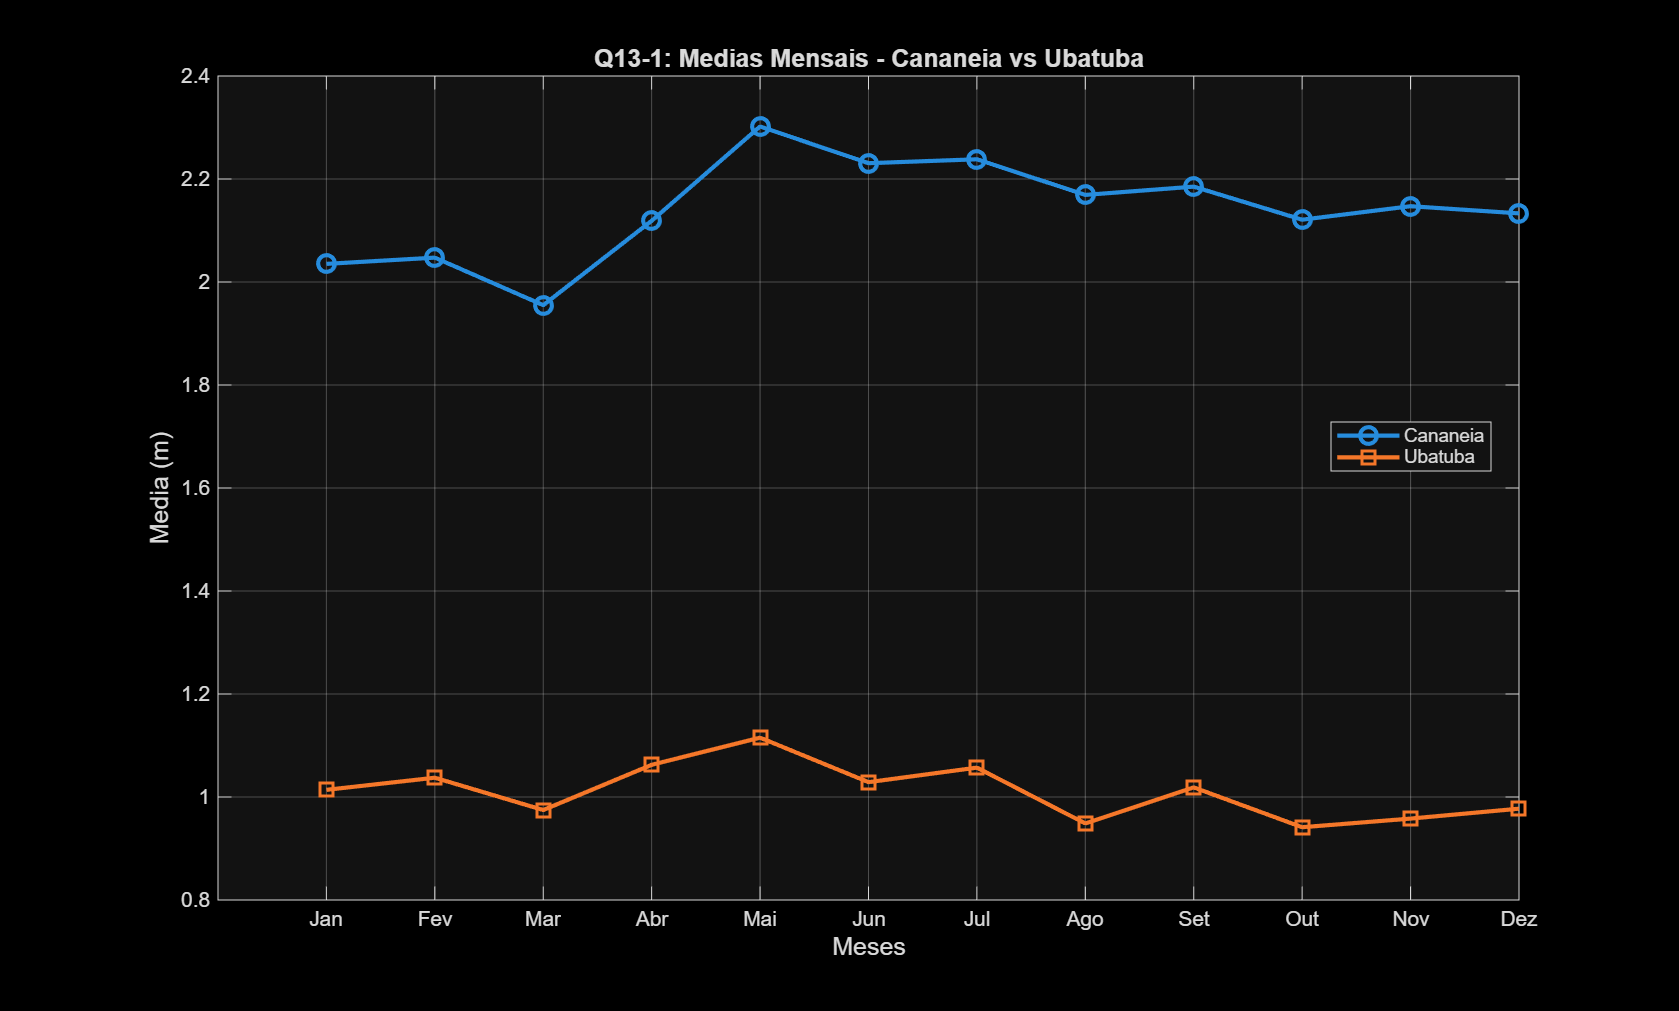 Q13-1: Medias Mensais - Cananeia vs Ubatuba
2.4
2.2
2
1.8
1.6
1.4
1.2
1
0.8
Media (m)
Cananeia
Ubatuba
Jan Fev Mar Abr Mai Jun Jul Ago Set Out Nov Dez
Meses